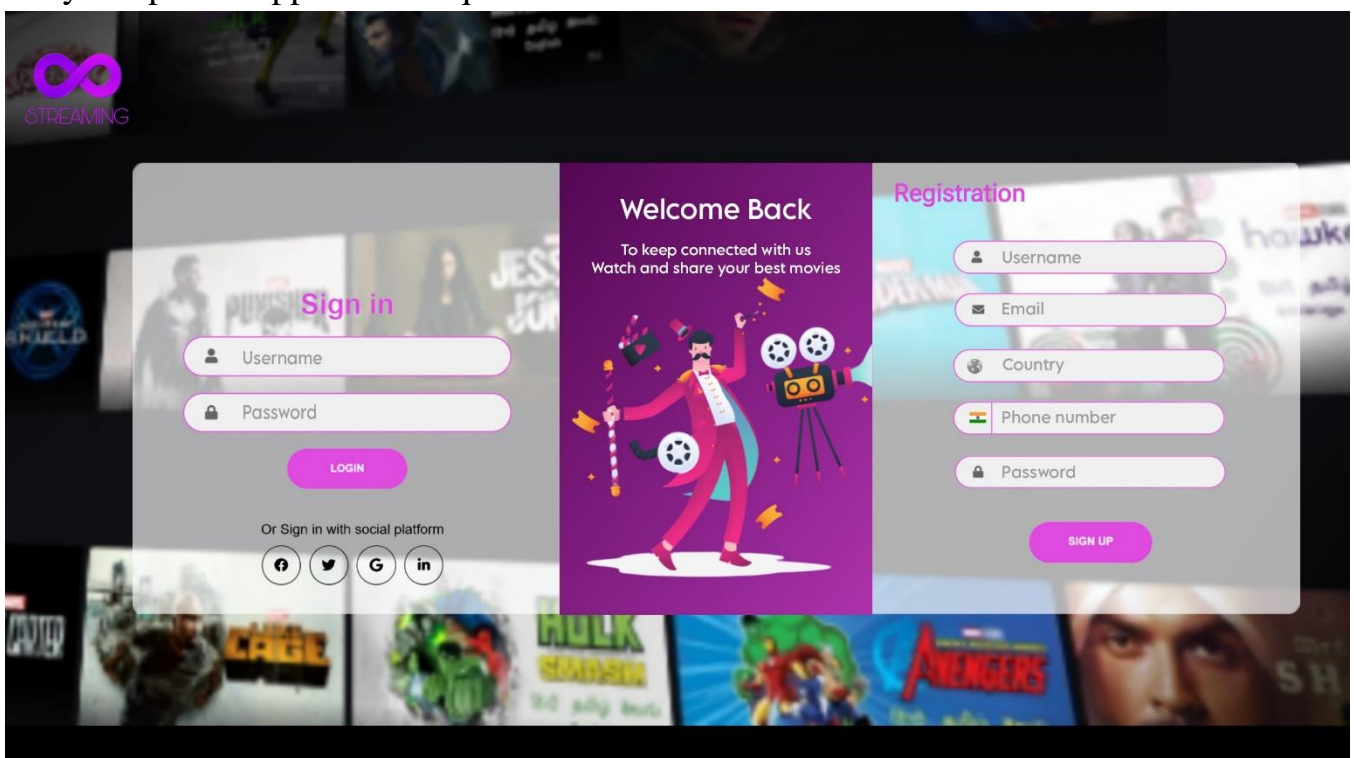 STREAMING
Sign in
Username
Password
LOGIN
Or Sign in with social platform
G
in
Welcome Back
To keep connected with us
Watch and share your best movies
Registration
Username
Email
Country
Phone number
Password
SIGN UP
PUNISHER
CARTER
CAGE
HULK
SMASH
AVENGERS